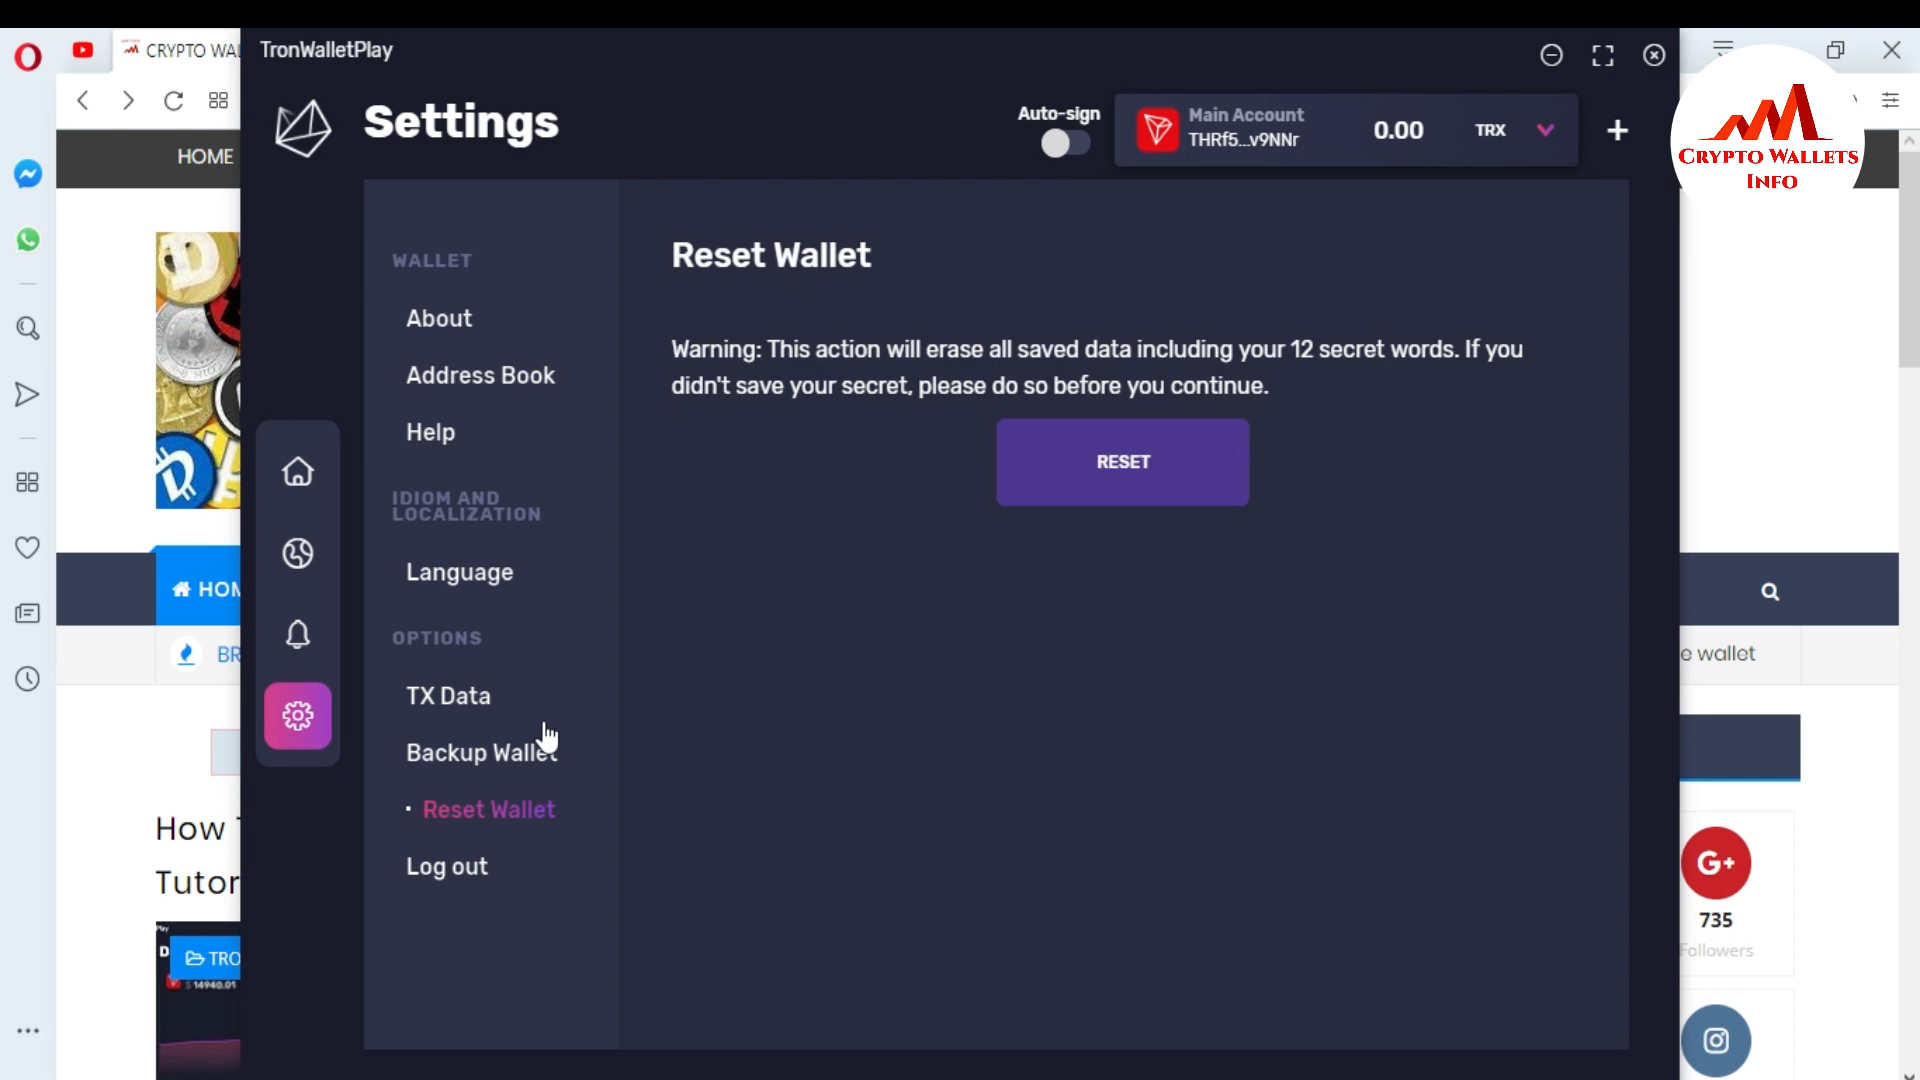 CRYPTO WAL
TronWalletPlay
Settings
Auto-sign
Main Account
THRf5...v9NNr
0.00
TRX
CRYPTO WALLETS
INFO
HOME
WALLET
About
Address Book
Help
IDIOM AND
LOCALIZATION
Language
OPTIONS
TX Data
Backup Wallet
Reset Wallet
Log out
Reset Wallet
Warning: This action will erase all saved data including your 12 secret words. If you
didn't save your secret, please do so before you continue.
RESET
HOM
BR
e wallet
How T
Tutor
TRO
$ 14940.01
G+
735
Followers